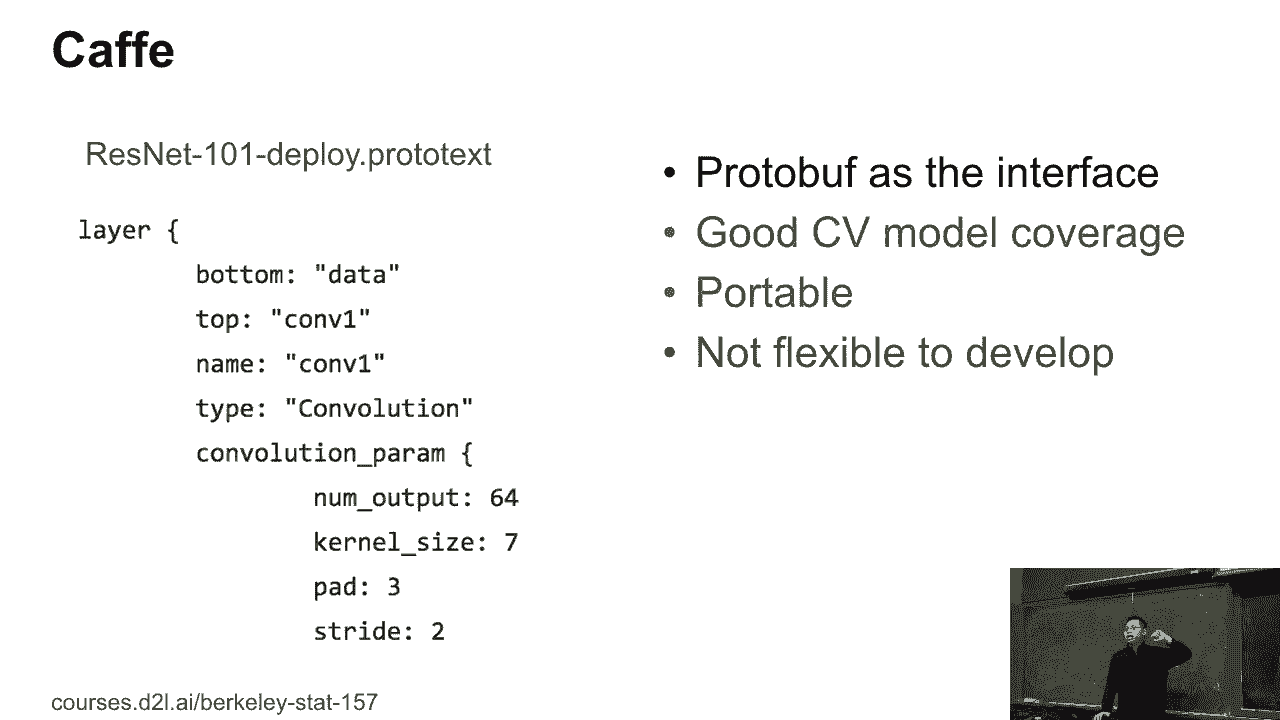 Caffe
ResNet-101-deploy.prototext
layer {
bottom: "data"
top: "conv1"
name: "conv1"
type: "Convolution"
convolution_param {
num_output: 64
kernel_size: 7
pad: 3
stride: 2
• Protobuf as the interface
• Good CV model coverage
• Portable
• Not flexible to develop
courses.d2l.ai/berkeley-stat-157